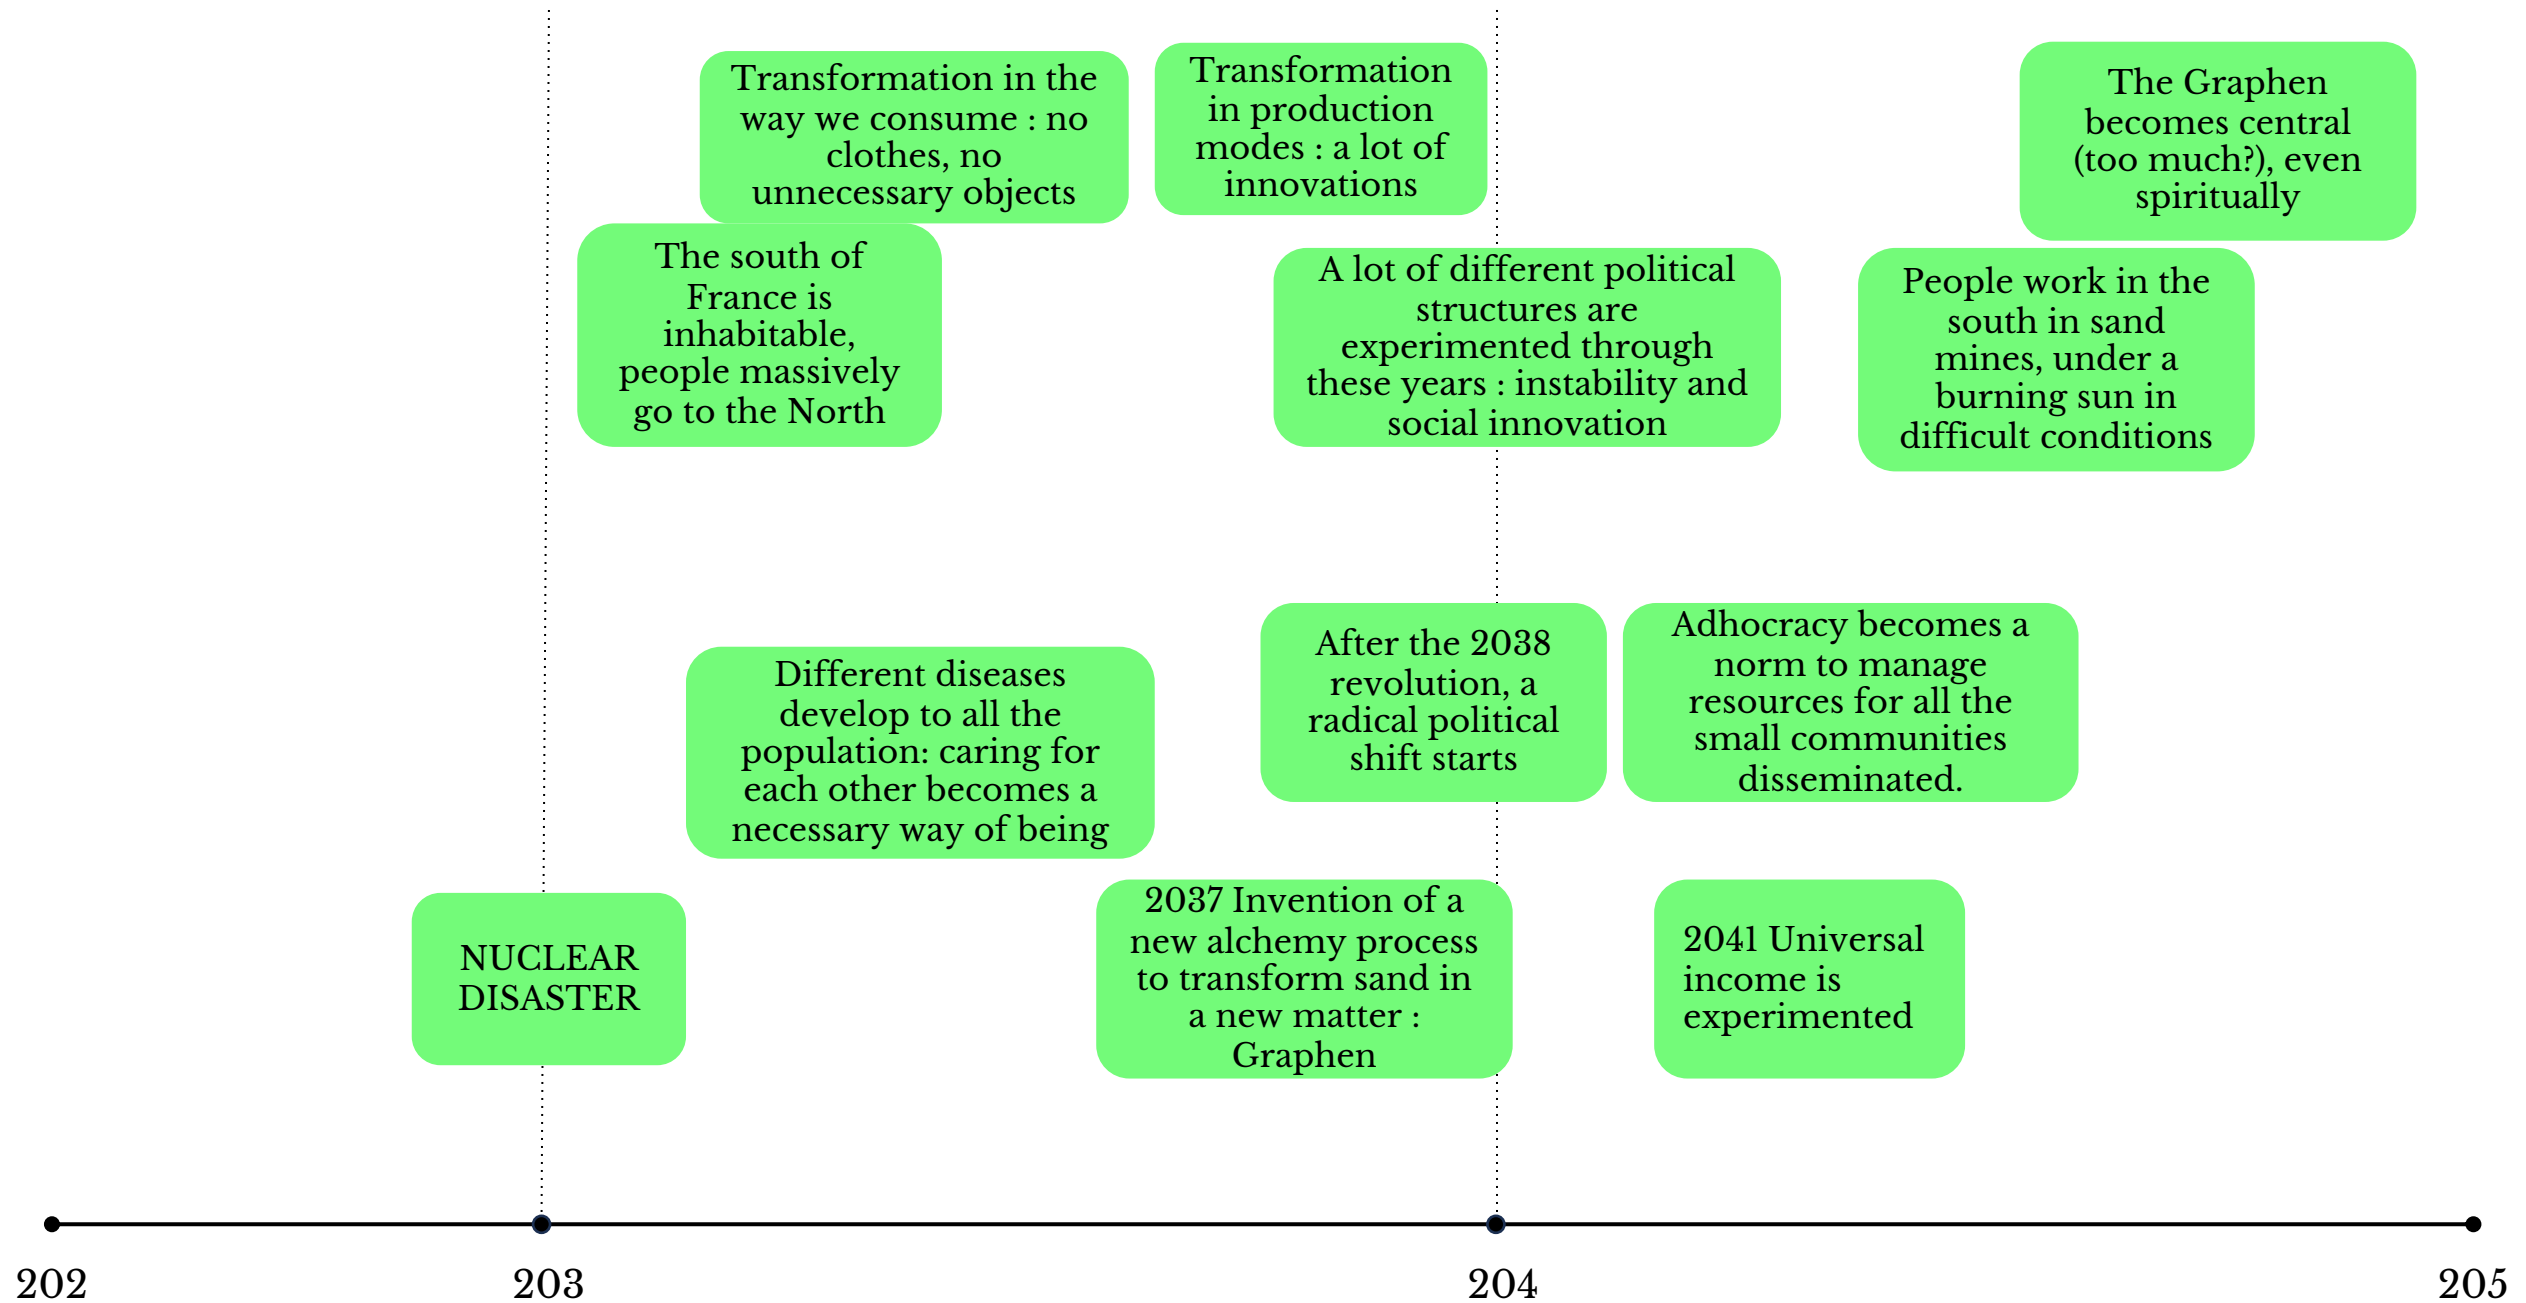 Transformation in the
way we consume : no
clothes, no
unnecessary objects
Transformation
in production
modes : a lot of
innovations
The Graphen
becomes central
(too much?), even
spiritually
The south of
France is
inhabitable,
people massively
go to the North
A lot of different political
structures are
experimented through
these years : instability and
social innovation
People work in the
south in sand
mines, under a
burning sun in
difficult conditions
Different diseases
develop to all the
population: caring for
each other becomes a
necessary way of being
After the 2038
revolution, a
radical political
shift starts
Adhocracy becomes a
norm to manage
resources for all the
small communities
disseminated.
NUCLEAR
DISASTER
2037 Invention of a
new alchemy process
to transform sand in
a new matter :
Graphen
2041 Universal
income is
experimented
202
203
204
205